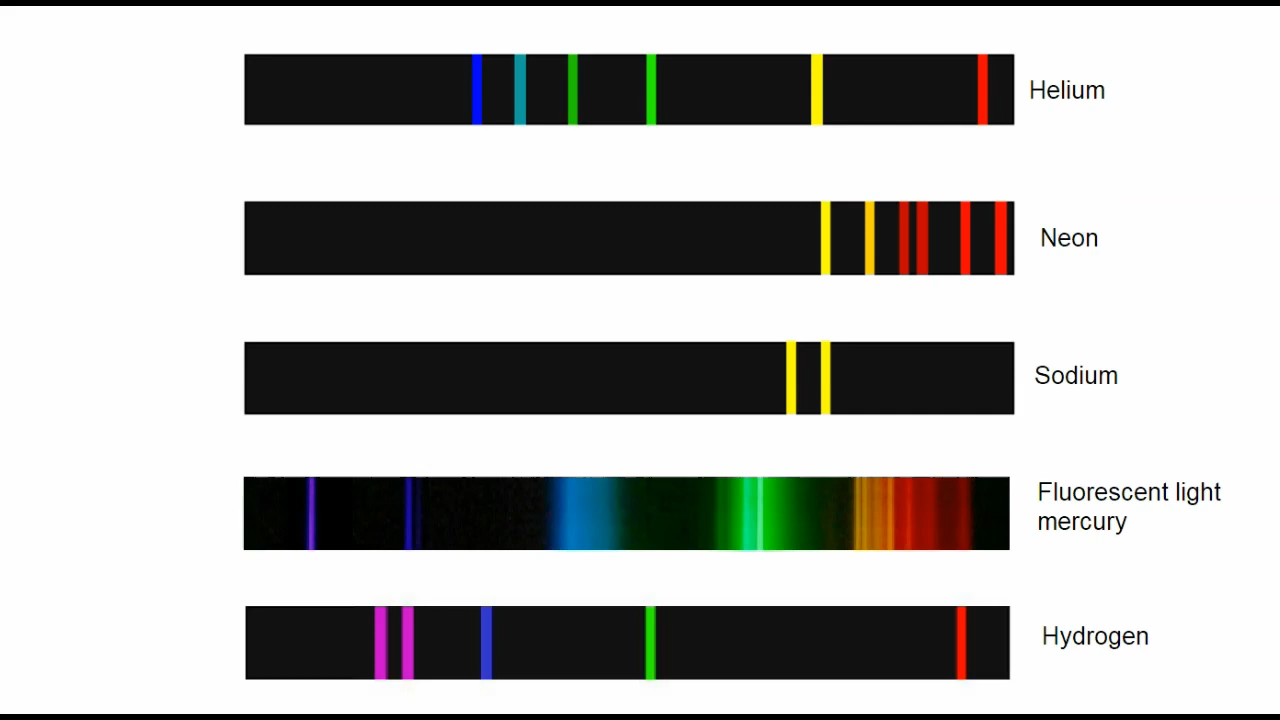 Helium
Neon
Sodium
Fluorescent light
mercury
Hydrogen